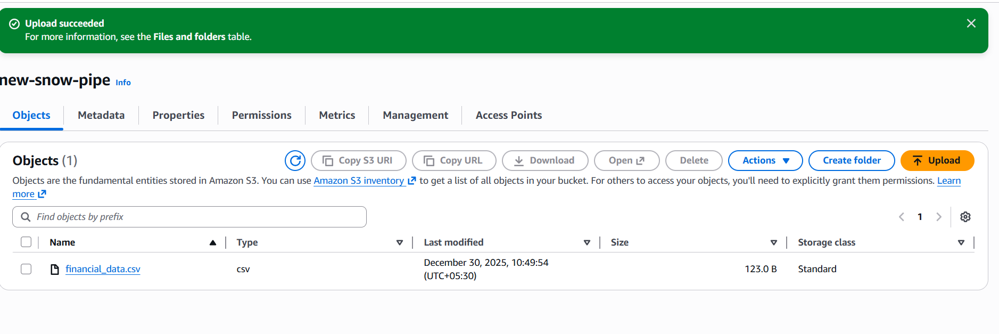 Upload succeeded
For more information, see the Files and folders table.
new-snow-pipe Info
Objects Metadata Properties Permissions Metrics Management Access Points
Objects (1) Copy S3 URI Copy URL Download Open Delete Actions Create folder Upload
Objects are the fundamental entities stored in Amazon S3. You can use Amazon S3 inventory to get a list of all objects in your bucket. For others to access your objects, you'll need to explicitly grant them permissions. Learn
more
Find objects by prefix 1
Name Type Last modified Size Storage class
financial_data.csv csv December 30, 2025, 10:49:54 (UTC+05:30) 123.0 B Standard